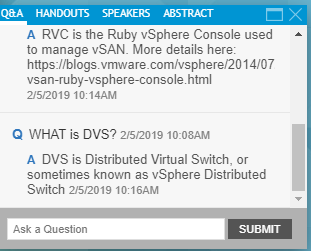 Q&A HANDOUTS SPEAKERS ABSTRACT
A RVC is the Ruby vSphere Console used
to manage vSAN. More details here:
https://blogs.vmware.com/vsphere/2014/07
vsan-ruby-vsphere-console.html
2/5/2019 10:14AM
Q WHAT is DVS? 2/5/2019 10:08AM
A DVS is Distributed Virtual Switch, or
sometimes known as vSphere Distributed
Switch 2/5/2019 10:16AM
Ask a Question SUBMIT